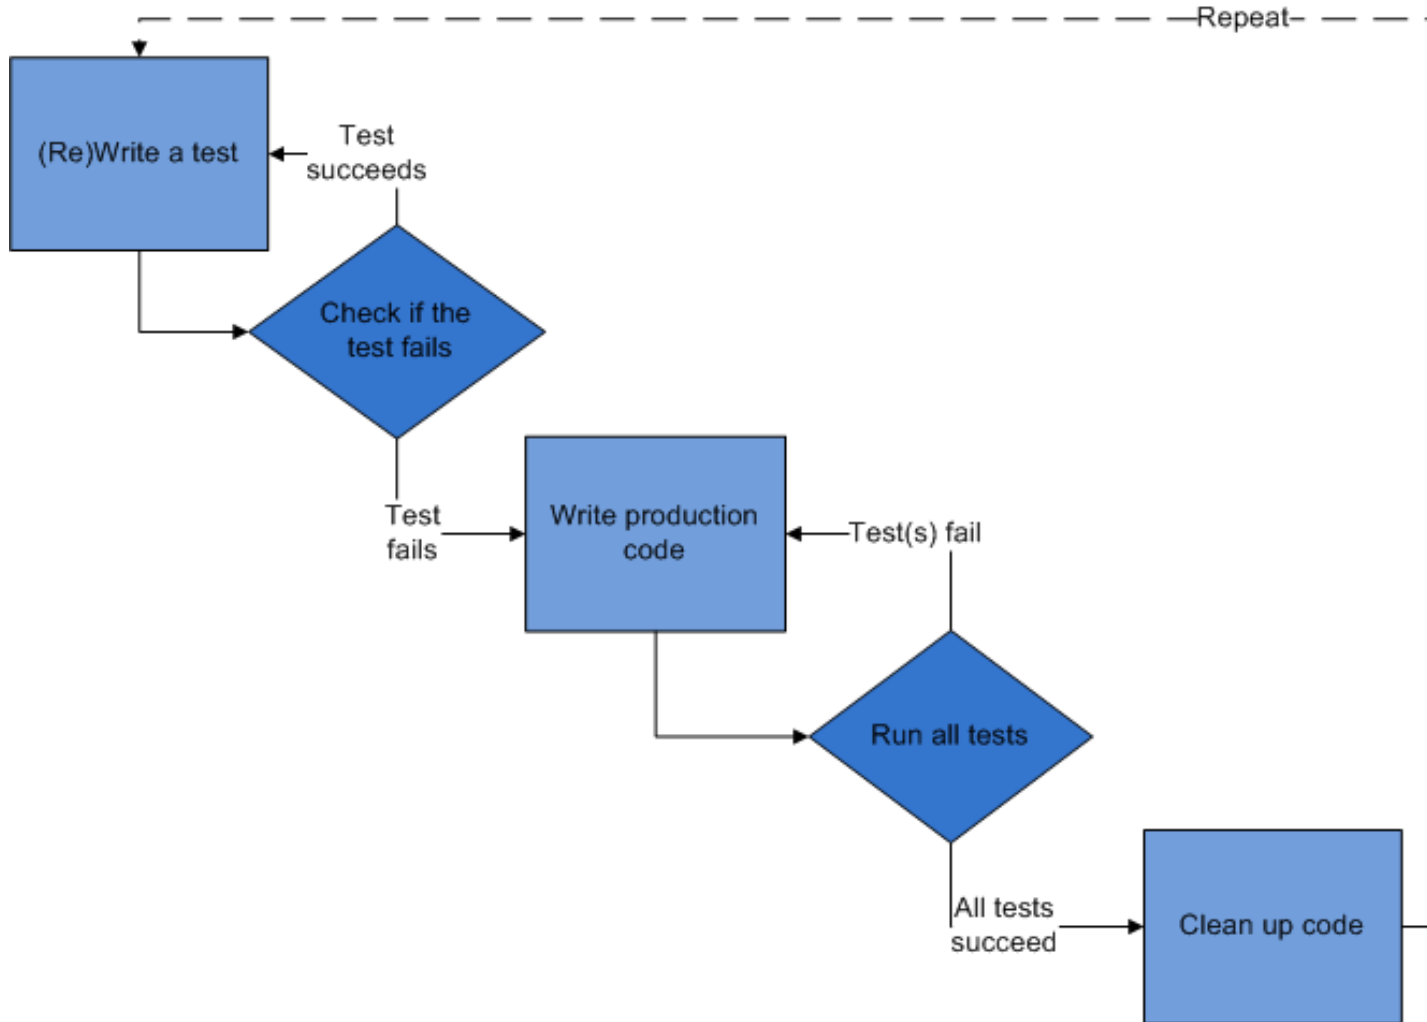 Repeat
(Re)Write a test
Test
succeeds
Check if the
test fails
Test
fails
Write production
code
Test(s) fail
Run all tests
All tests
succeed
Clean up code